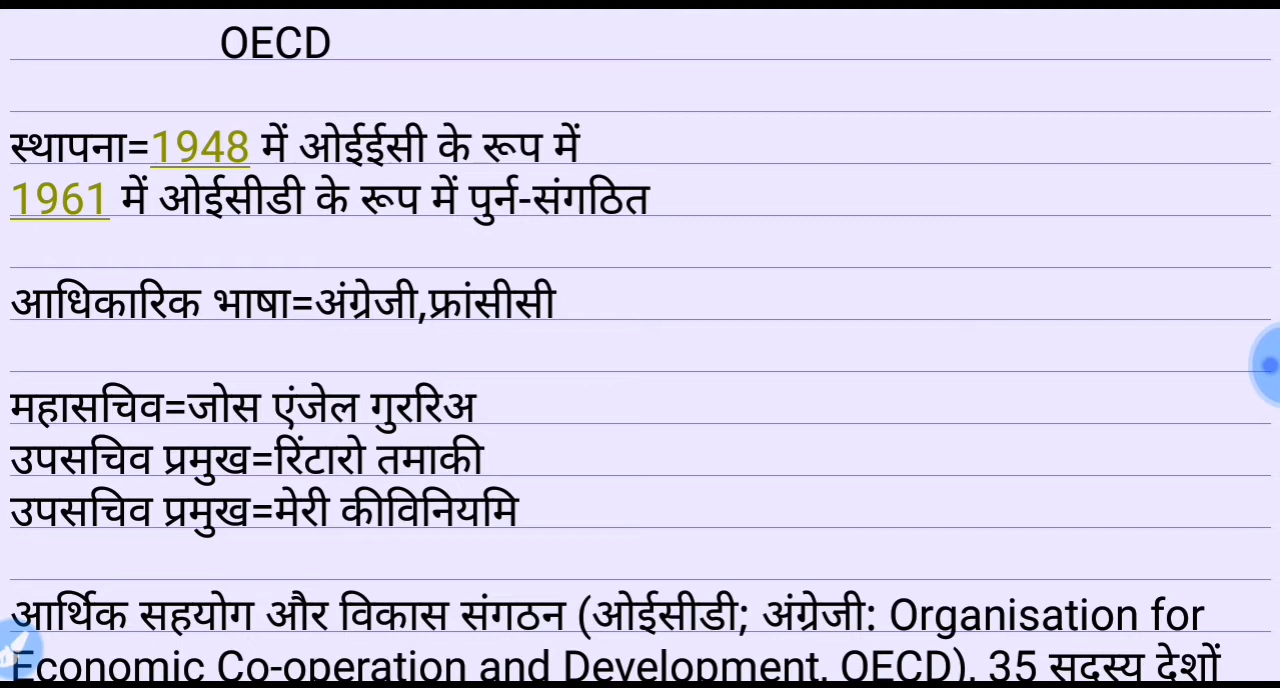 OECD
स्थापना=1948 में ओईईसी के रूप में
1961 में ओईसीडी के रूप में पुर्न-संगठित
आधिकारिक भाषा=अंग्रेजी,फ्रांसीसी
महासचिव=जोस एंजेल गुररिअ
उपसचिव प्रमुख=रिंटारो तमाकी
उपसचिव प्रमुख=मेरी कीविनियमि
आर्थिक सहयोग और विकास संगठन (ओईसीडी; अंग्रेजी: Organisation for
Economic Co-operation and Development, OECD), 35 सदस्य देशों